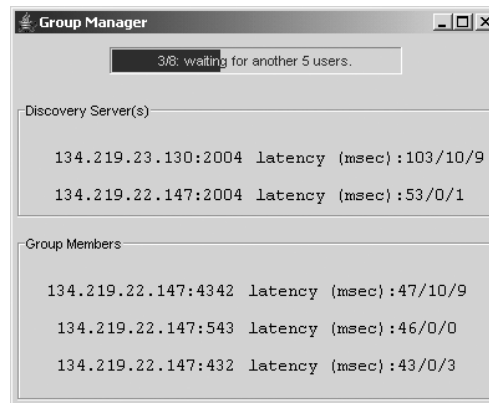 Group Manager
3/8: waiting for another 5 users.
Discovery Server(s)
134.219.23.130:2004 latency (msec):103/10/9
134.219.22.147:2004 latency (msec):53/0/1
Group Members
134.219.22.147:4342 latency (msec):47/10/9
134.219.22.147:543 latency (msec):46/0/0
134.219.22.147:432 latency (msec):43/0/3